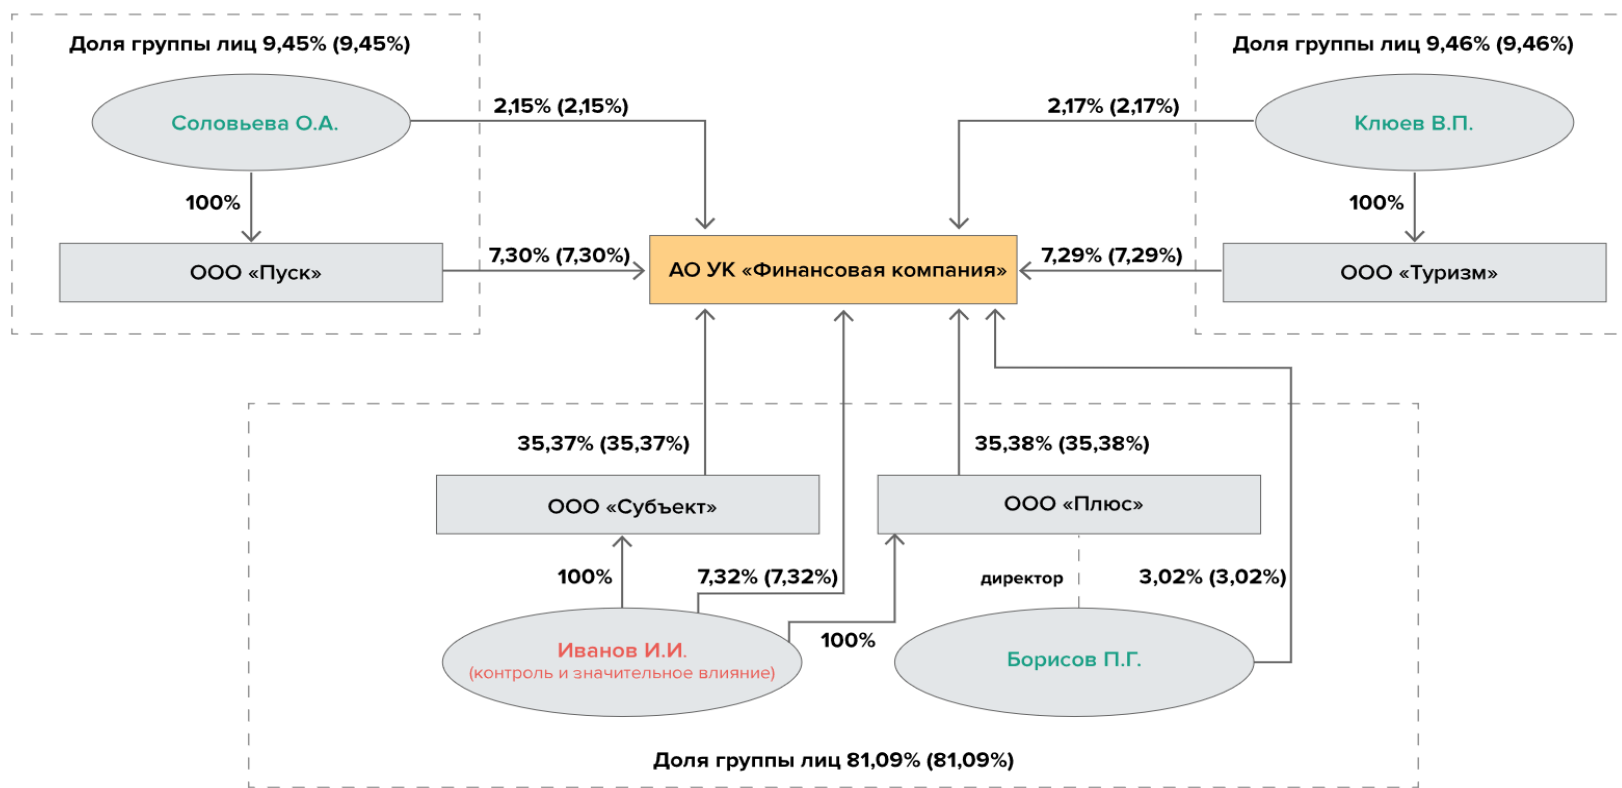 Доля группы лиц 9,45% (9,45%)
Доля группы лиц 9,46% (9,46%)
Соловьева О.А.
2,15% (2,15%)
2,17% (2,17%)
Клюев В.П.
100%
100%
ООО «Пуск»
7,30% (7,30%)
АО УК «Финансовая компания»
7,29% (7,29%)
ООО «Туризм»
35,37% (35,37%)
35,38% (35,38%)
ООО «Субъект»
ООО «Плюс»
100%
7,32% (7,32%)
директор
3,02% (3,02%)
100%
Иванов И.И.
(контроль и значительное влияние)
Борисов П.Г.
Доля группы лиц 81,09% (81,09%)